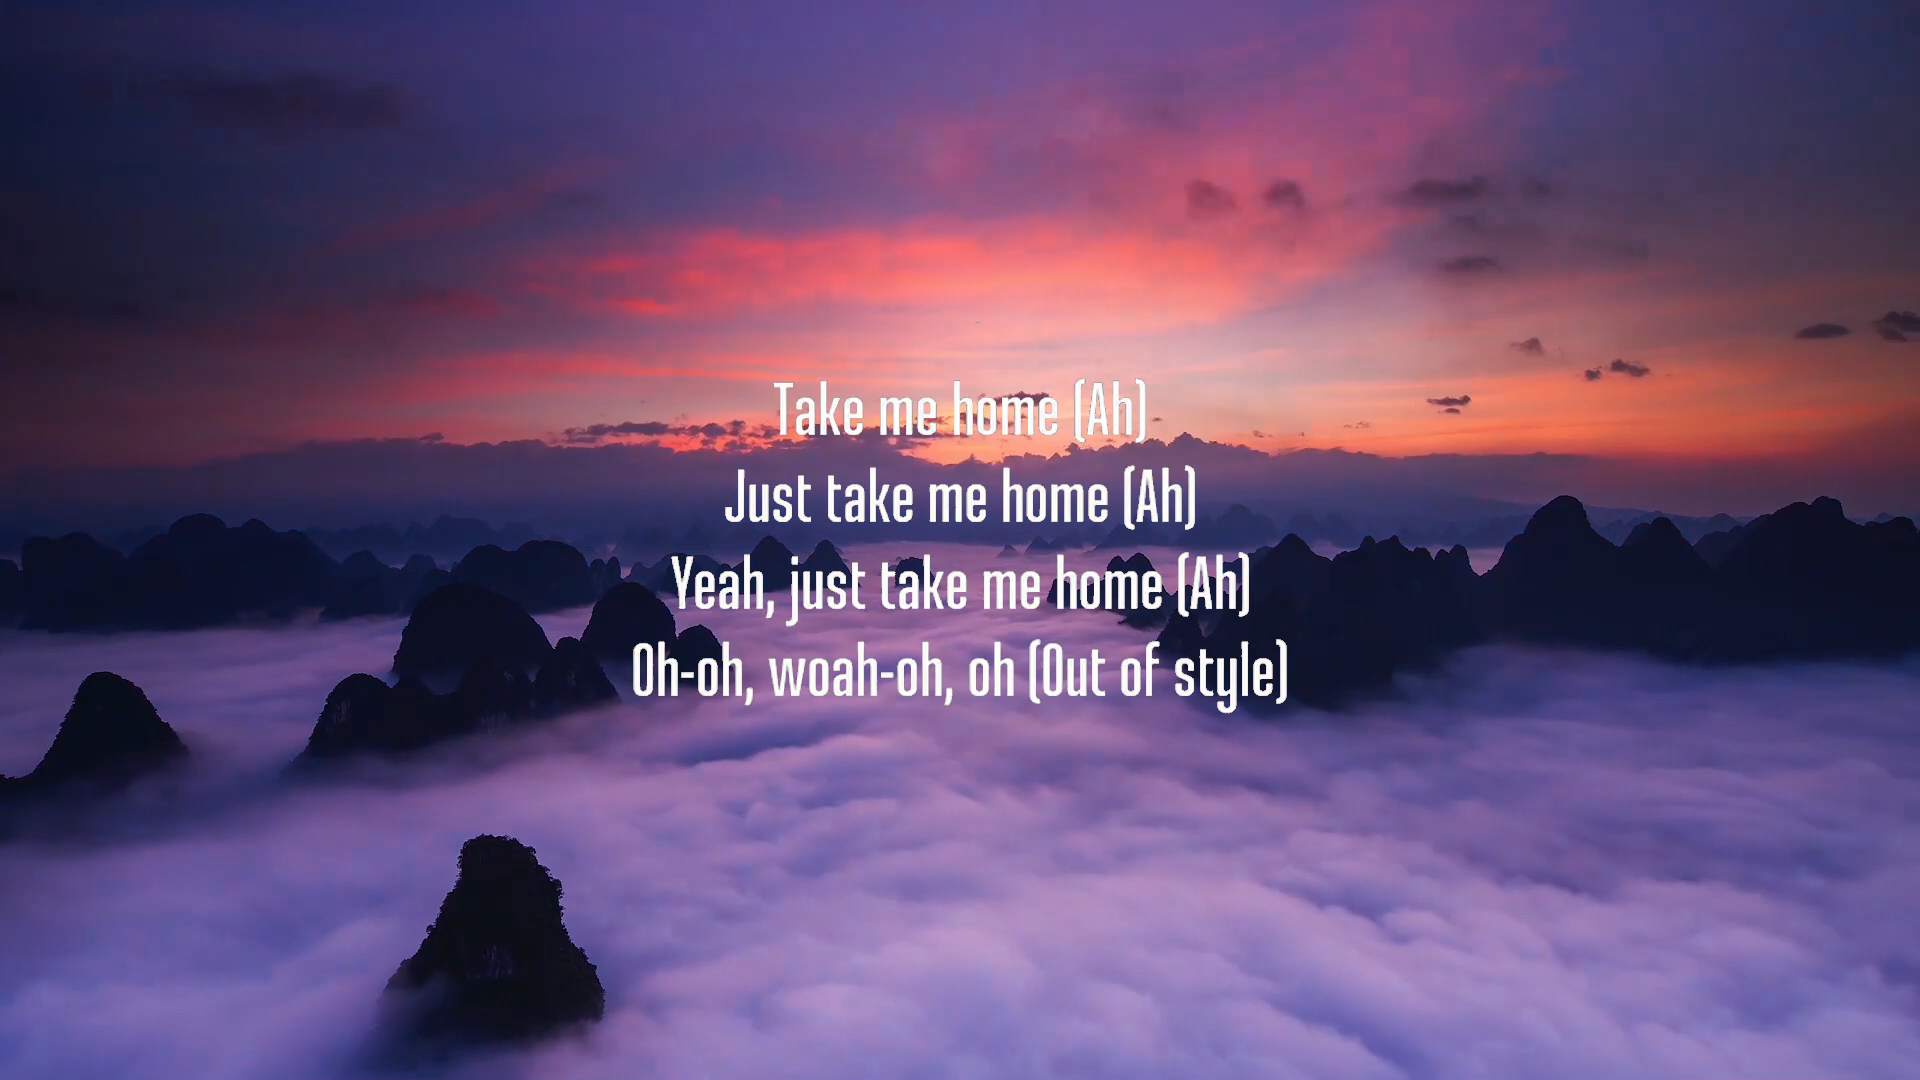 Take me home (Ah)
Just take me home (Ah)
Yeah, just take me home (Ah)
Oh-oh, woah-oh, oh (Out of style)